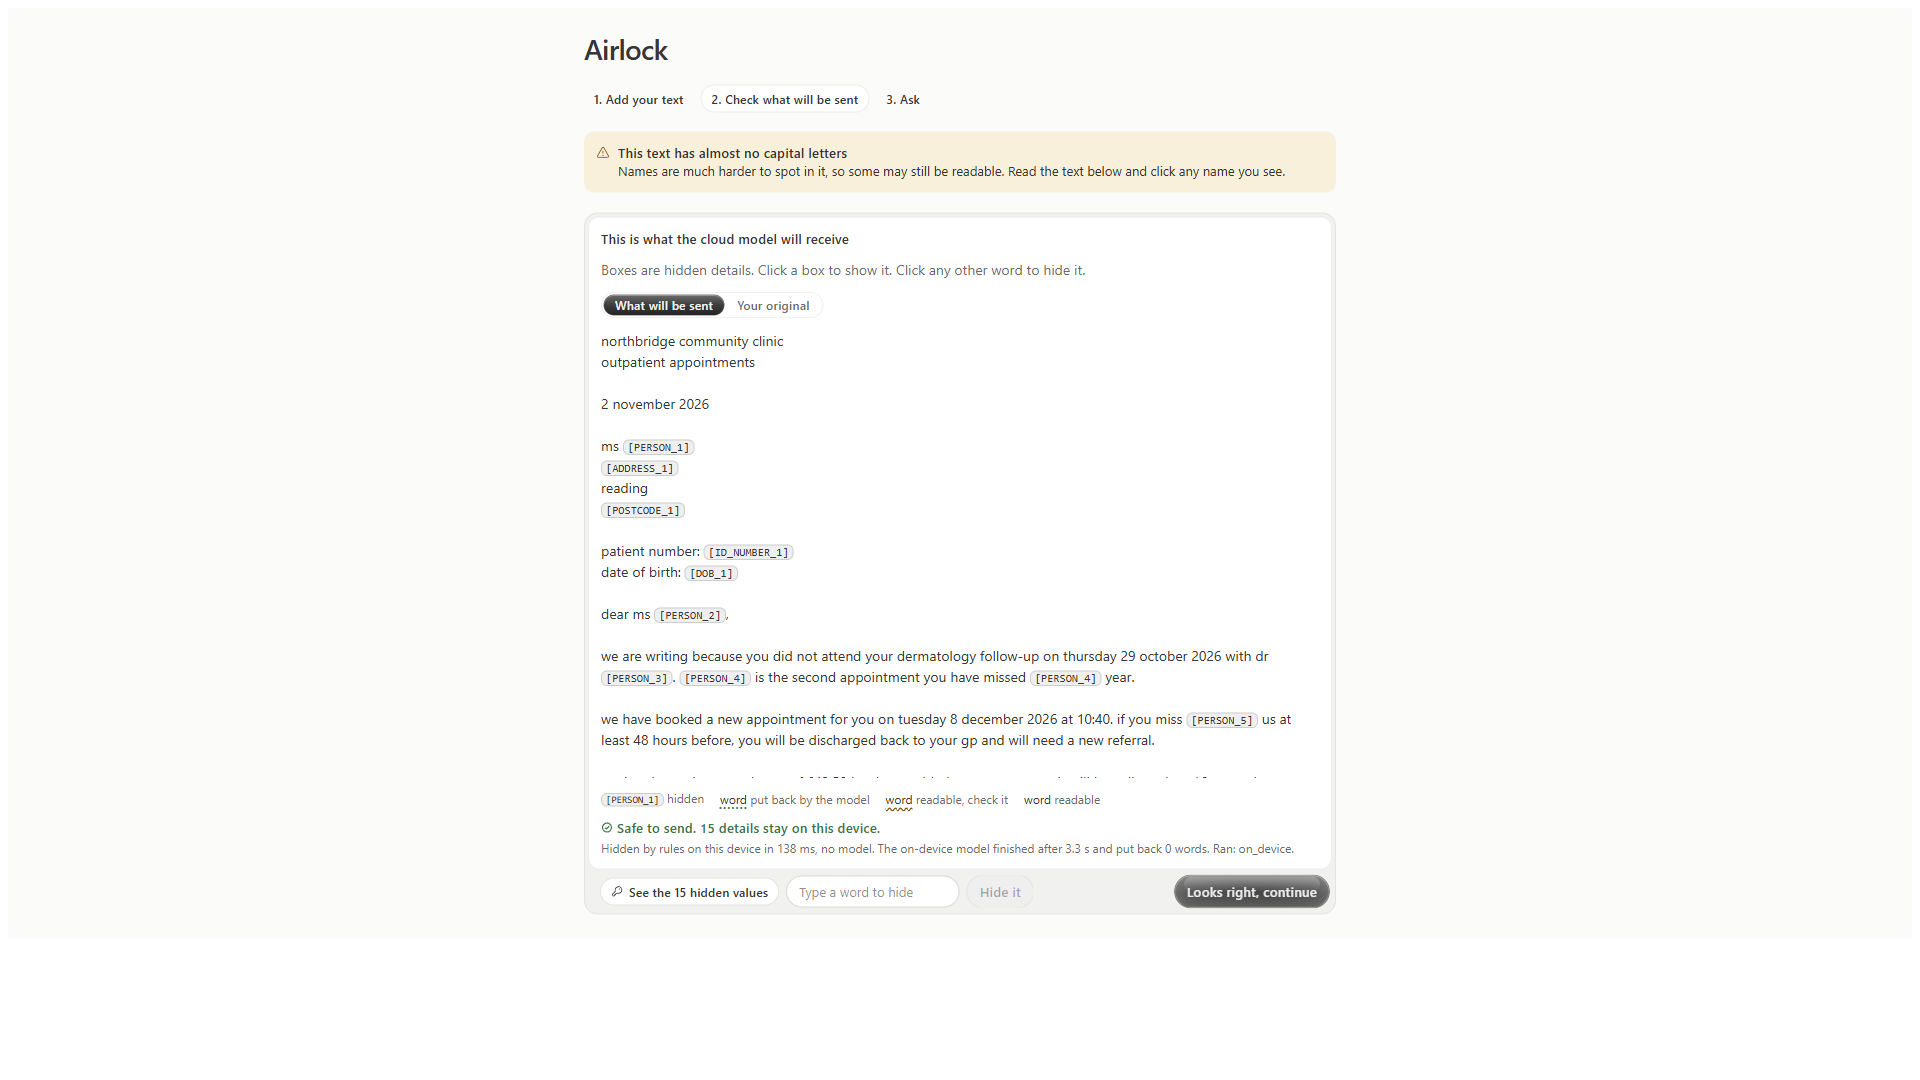 Airlock
1. Add your text
2. Check what will be sent
3. Ask
This text has almost no capital letters
Names are much harder to spot in it, so some may still be readable. Read the text below and click any name you see.
This is what the cloud model will receive
Boxes are hidden details. Click a box to show it. Click any other word to hide it.
What will be sent
Your original
northbridge community clinic
outpatient appointments
2 november 2026
ms [PERSON_1]
[ADDRESS_1]
reading
[POSTCODE_1]
patient number: [ID_NUMBER_1]
date of birth: [DOB_1]
dear ms [PERSON_2],
we are writing because you did not attend your dermatology follow-up on thursday 29 october 2026 with dr
[PERSON_3]. [PERSON_4] is the second appointment you have missed [PERSON_4] year.
we have booked a new appointment for you on tuesday 8 december 2026 at 10:40. if you miss [PERSON_5] us at
least 48 hours before, you will be discharged back to your gp and will need a new referral.
[PERSON_1] hidden word put back by the model word readable, check it word readable
Safe to send. 15 details stay on this device.
Hidden by rules on this device in 138 ms, no model. The on-device model finished after 3.3 s and put back 0 words. Ran: on_device.
See the 15 hidden values
Type a word to hide
Hide it
Looks right, continue